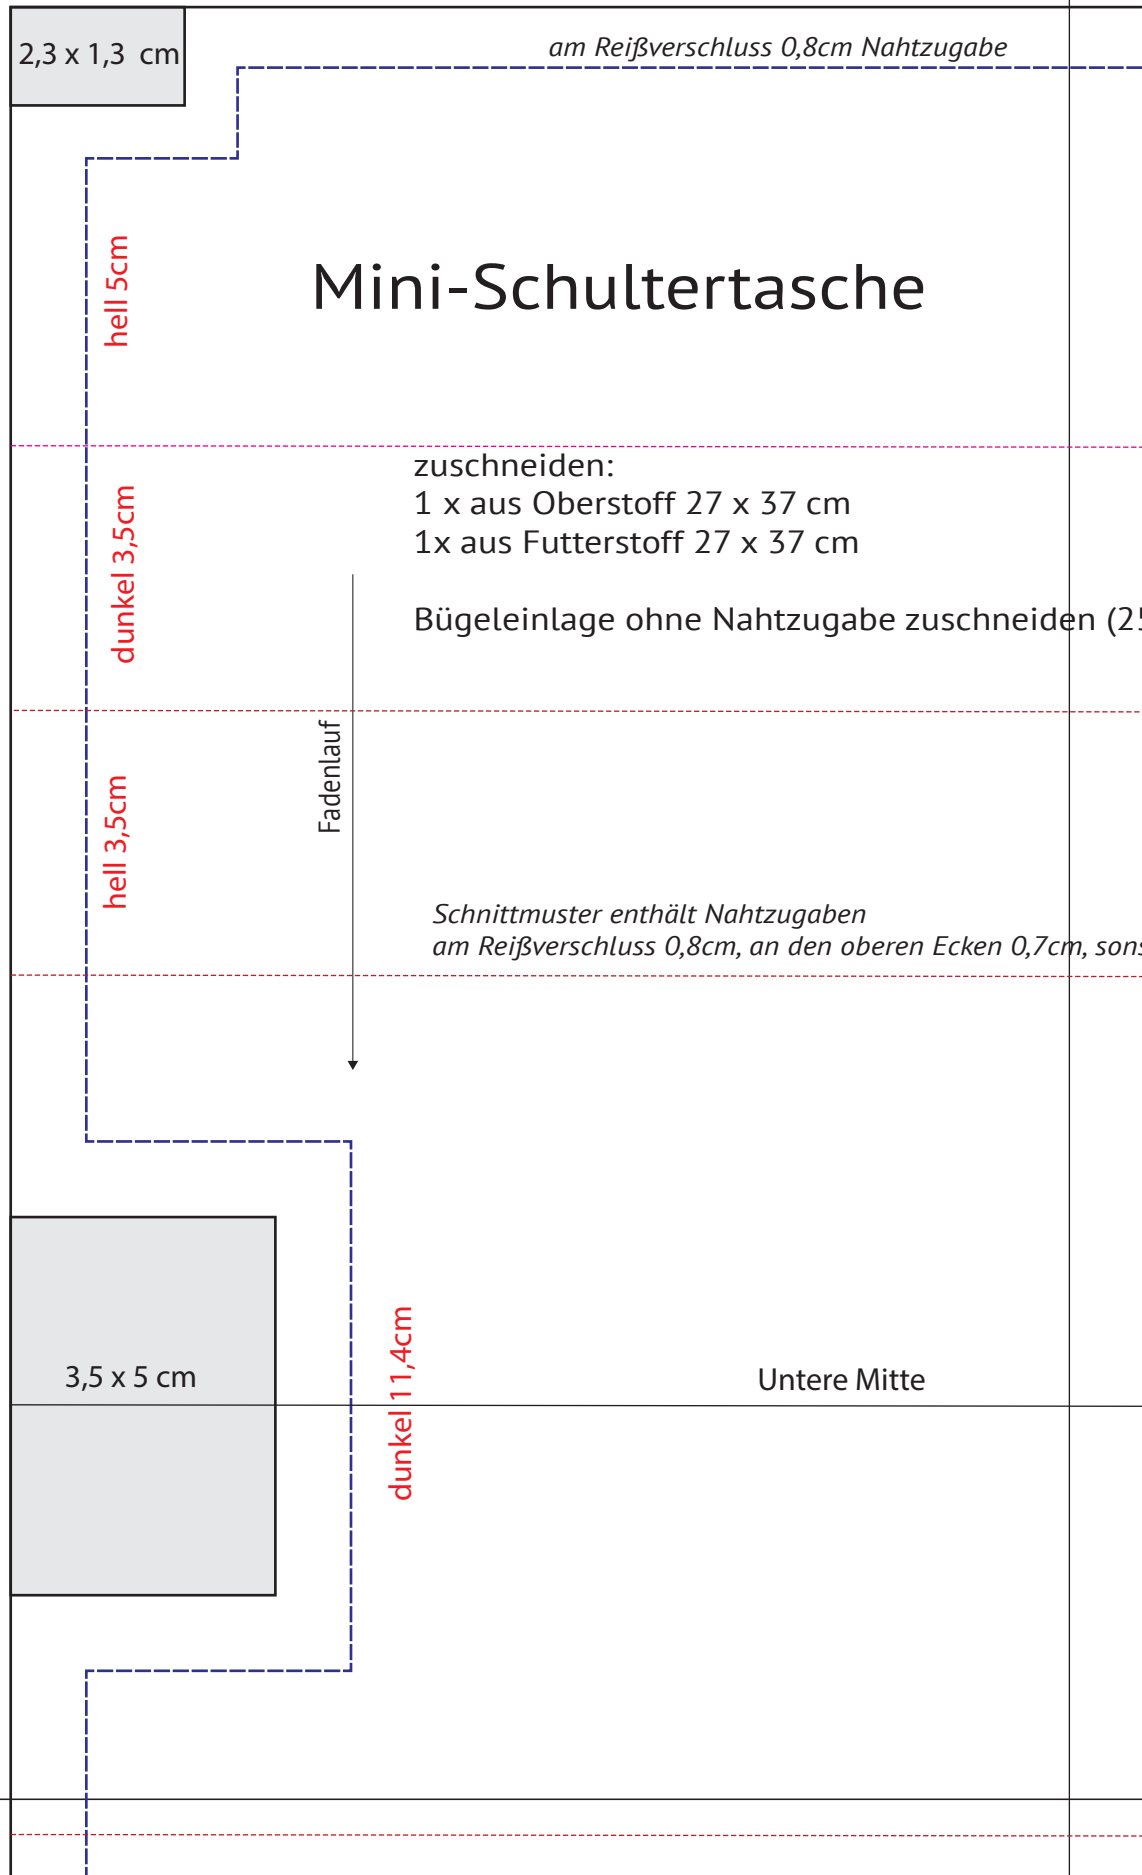 2,3 x 1,3 cm
am Reißverschluss 0,8cm Nahtzugabe
hell 5cm
Mini-Schultertasche
zuschneiden:
1 x aus Oberstoff 27 x 37 cm
1x aus Futterstoff 27 x 37 cm
dunkel 3,5cm
Bügeleinlage ohne Nahtzugabe zuschneiden (25
Fadenlauf
hell 3,5cm
Schnittmuster enthält Nahtzugaben
am Reißverschluss 0,8cm, an den oberen Ecken 0,7cm, sons
3,5 x 5 cm
dunkel 11,4cm
Untere Mitte